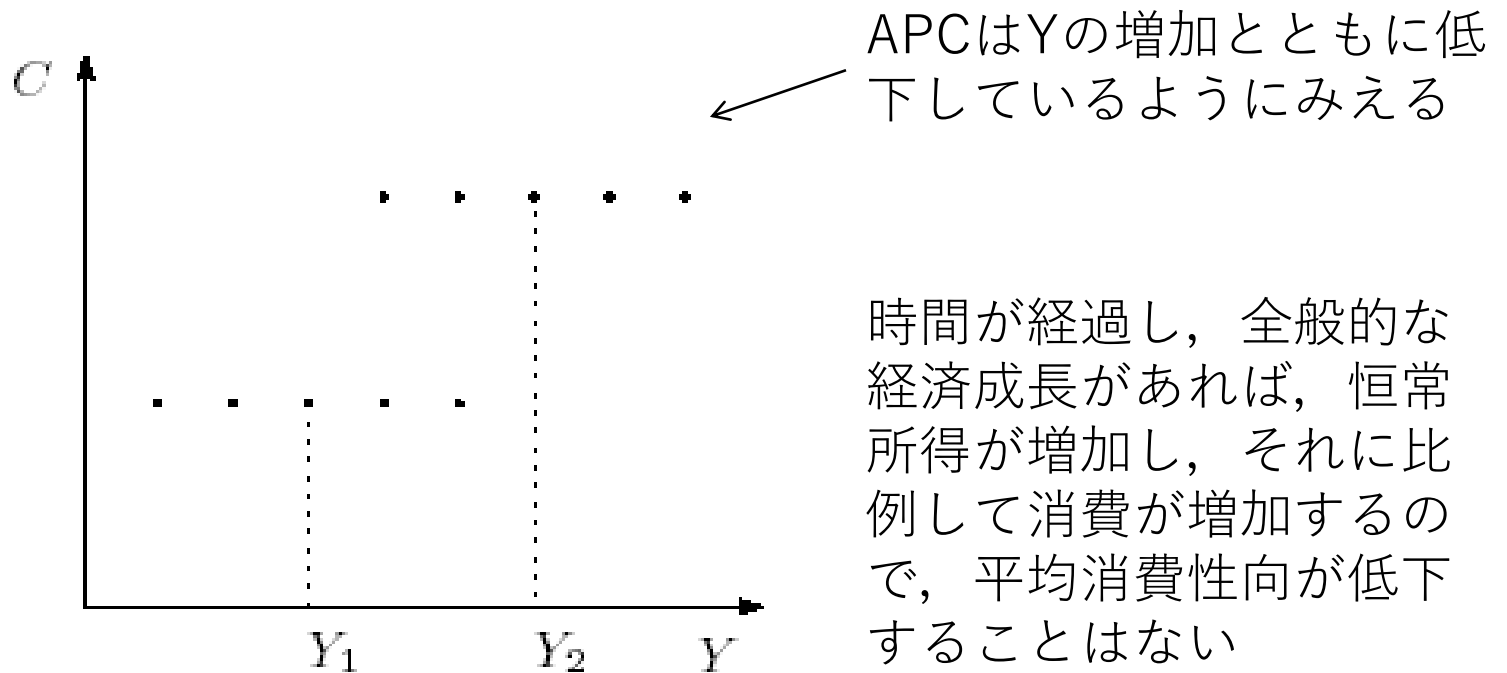 APCはYの増加とともに低
下しているようにみえる
C
時間が経過し，全般的な
経済成長があれば，恒常
所得が増加し，それに比
例して消費が増加するの
で，平均消費性向が低下
することはない
Y₁
Y₂
Y